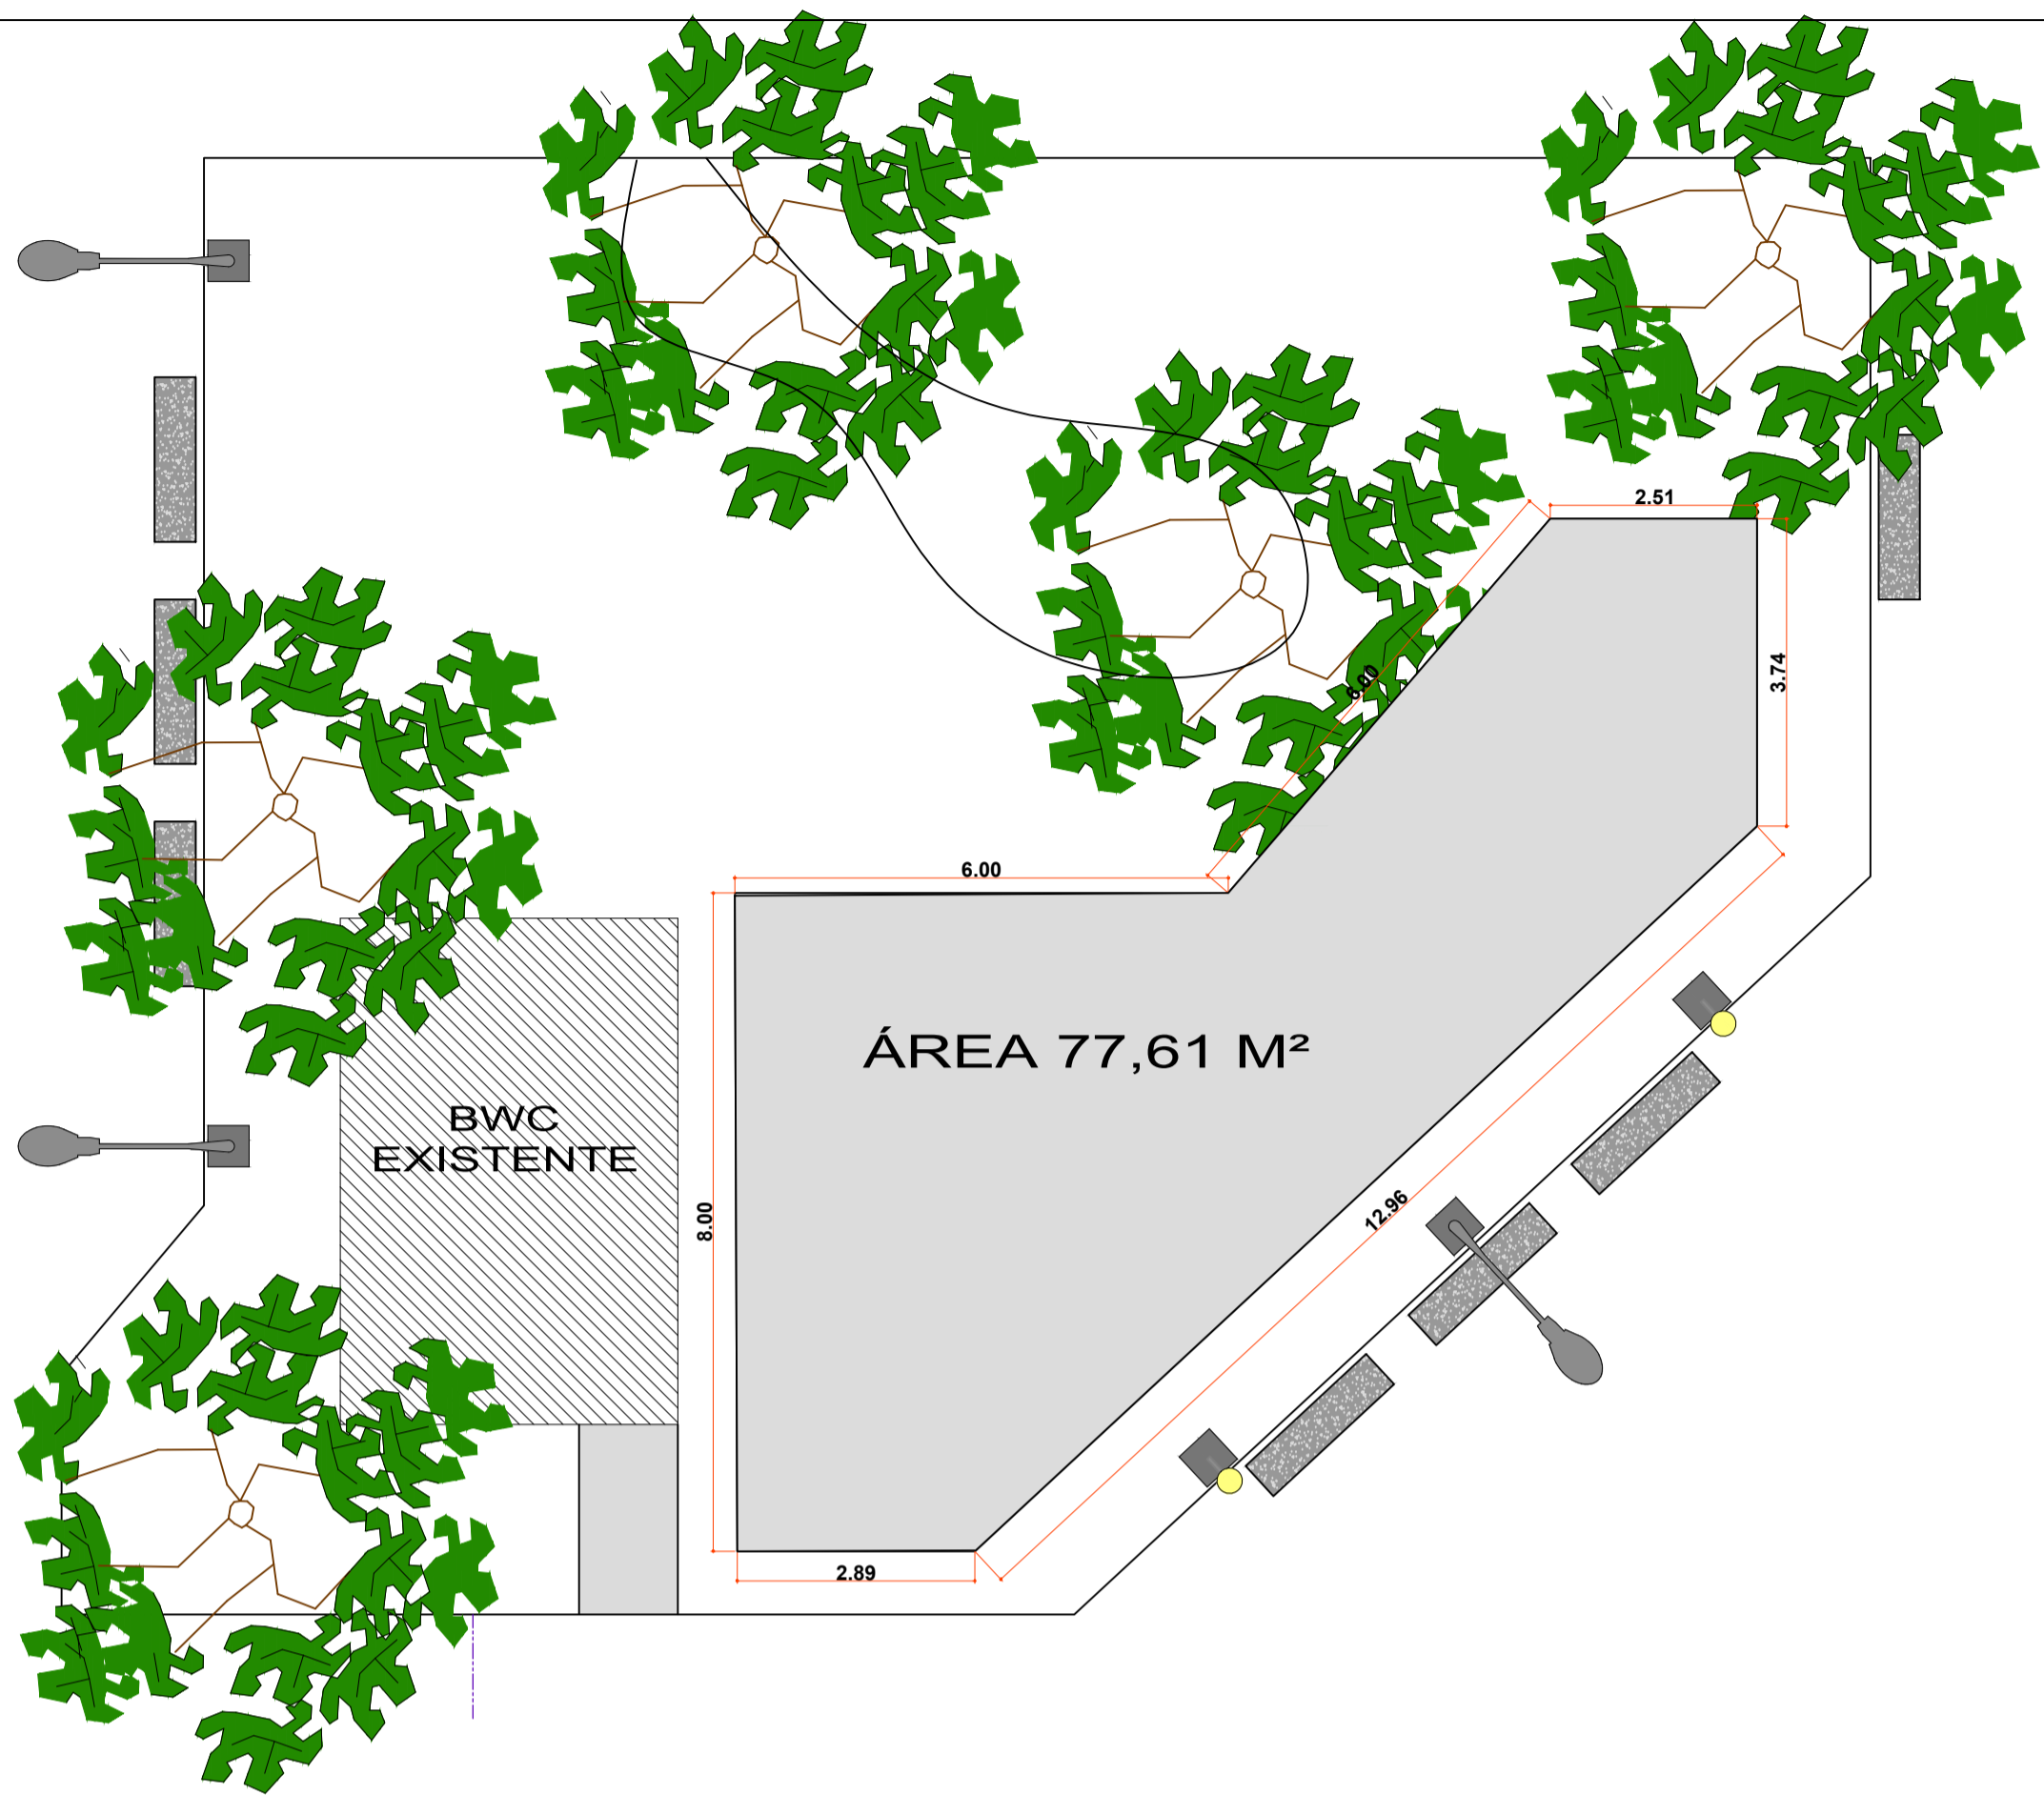 2.51
3.74
6.00
6.00
ÁREA 77,61 M²
BWC
EXISTENTE
8.00
12.96
2.89